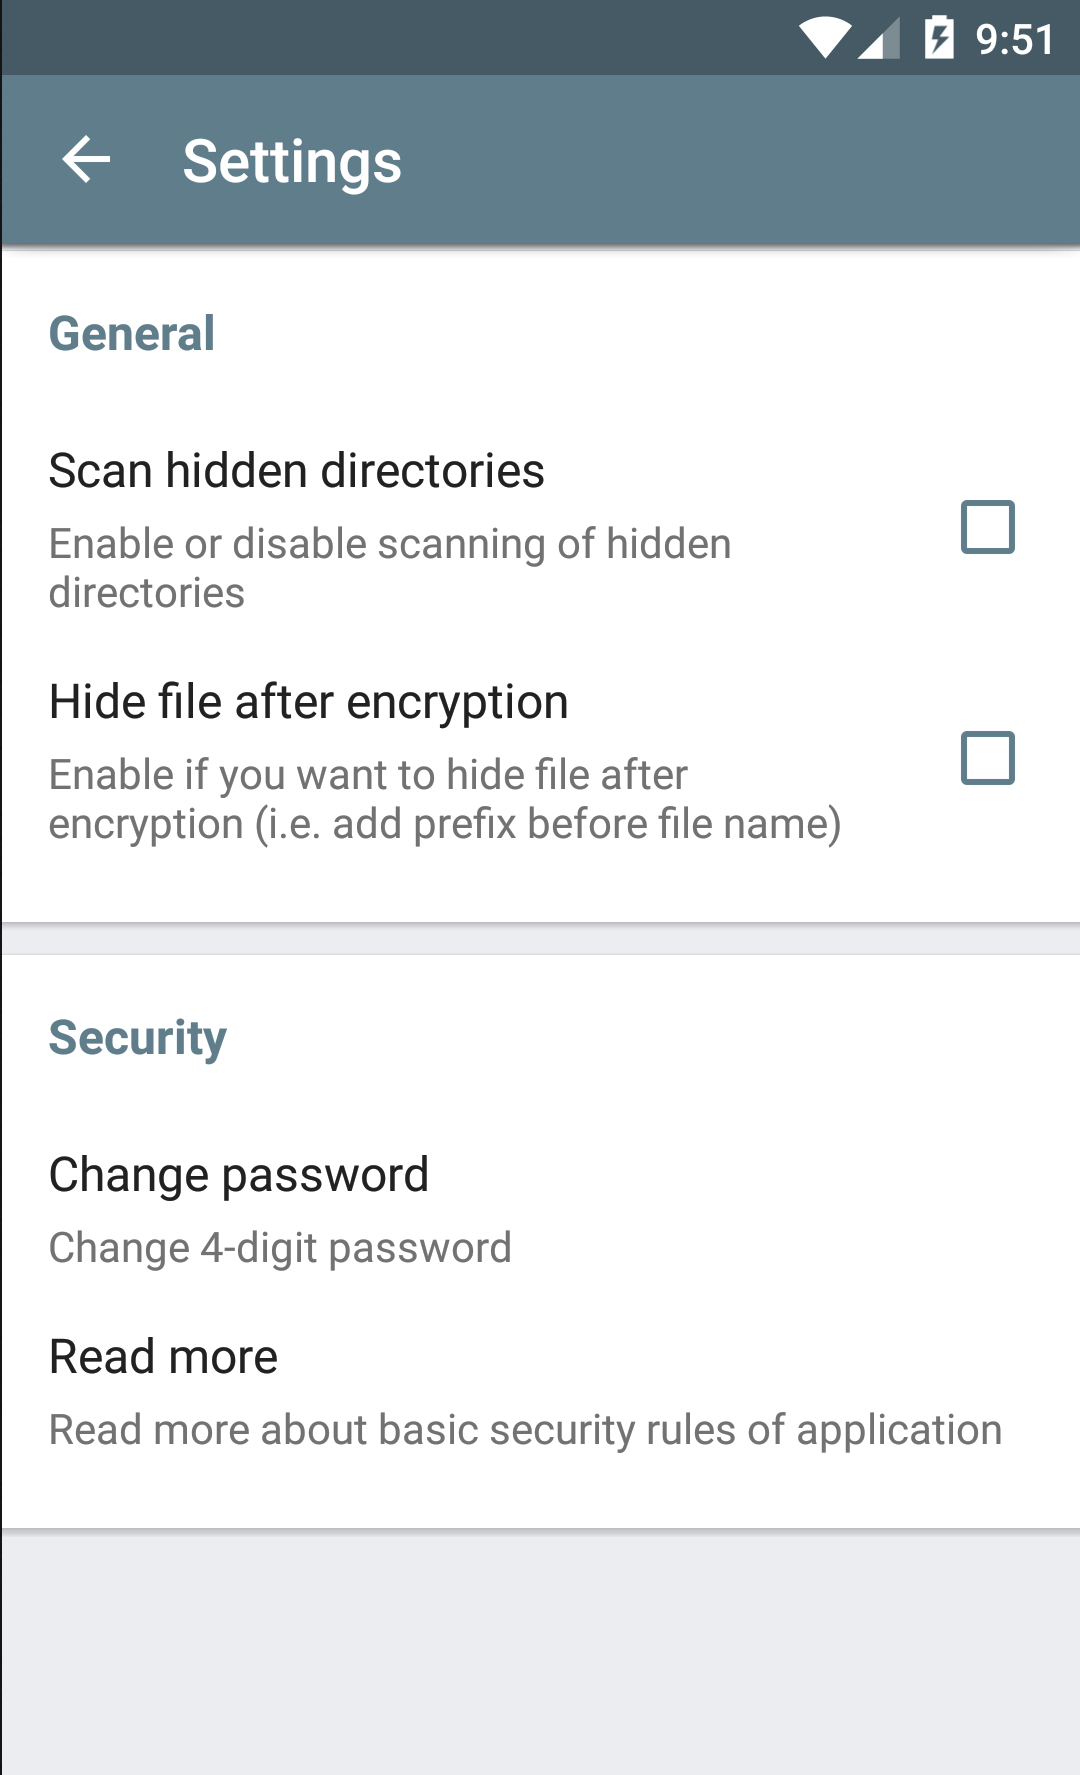 9:51
Settings
General
Scan hidden directories
Enable or disable scanning of hidden
directories
Hide file after encryption
Enable if you want to hide file after
encryption (i.e. add prefix before file name)
Security
Change password
Change 4-digit password
Read more
Read more about basic security rules of application